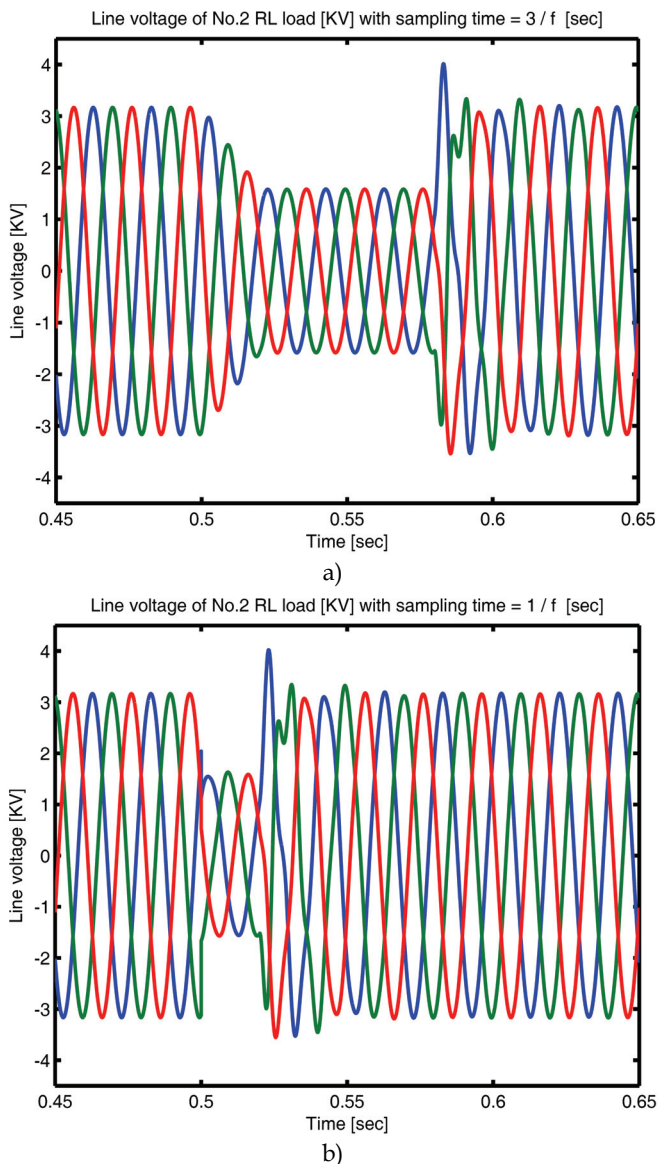 Line voltage of No.2 RL load [KV] with sampling time = 3 / f [sec]
4
3
2
1
0
-1
-2
-3
-4
Line voltage [KV]
0.45 0.5 0.55 0.6 0.65
Time [sec]
a)
Line voltage of No.2 RL load [KV] with sampling time = 1 / f [sec]
4
3
2
1
0
-1
-2
-3
-4
Line voltage [KV]
0.45 0.5 0.55 0.6 0.65
Time [sec]
b)